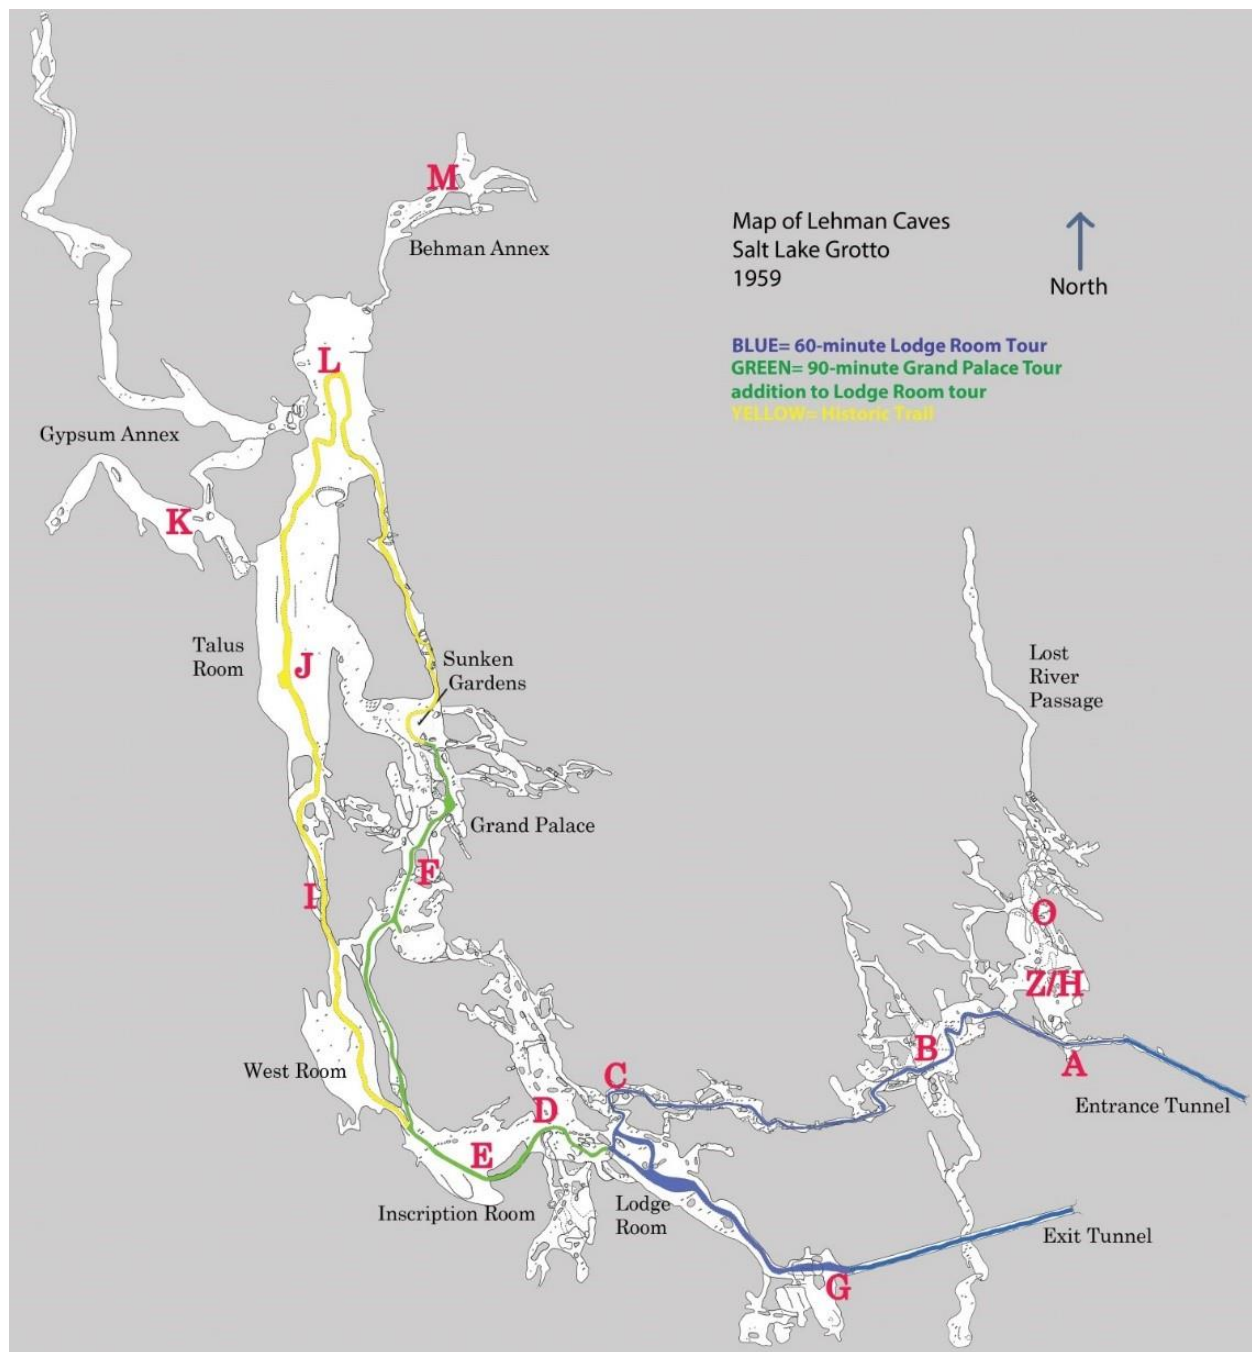 M
Behman Annex
Map of Lehman Caves
Salt Lake Grotto
1959
North
BLUE= 60-minute Lodge Room Tour
GREEN= 90-minute Grand Palace Tour
addition to Lodge Room tour
YELLOW= Historic Trail
L
Gypsum Annex
K
Talus
Room
J
Sunken
Gardens
Lost
River
Passage
Grand Palace
F
I
O
Z/H
B
A
West Room
C
Entrance Tunnel
D
E
Inscription Room
Lodge
Room
Exit Tunnel
G